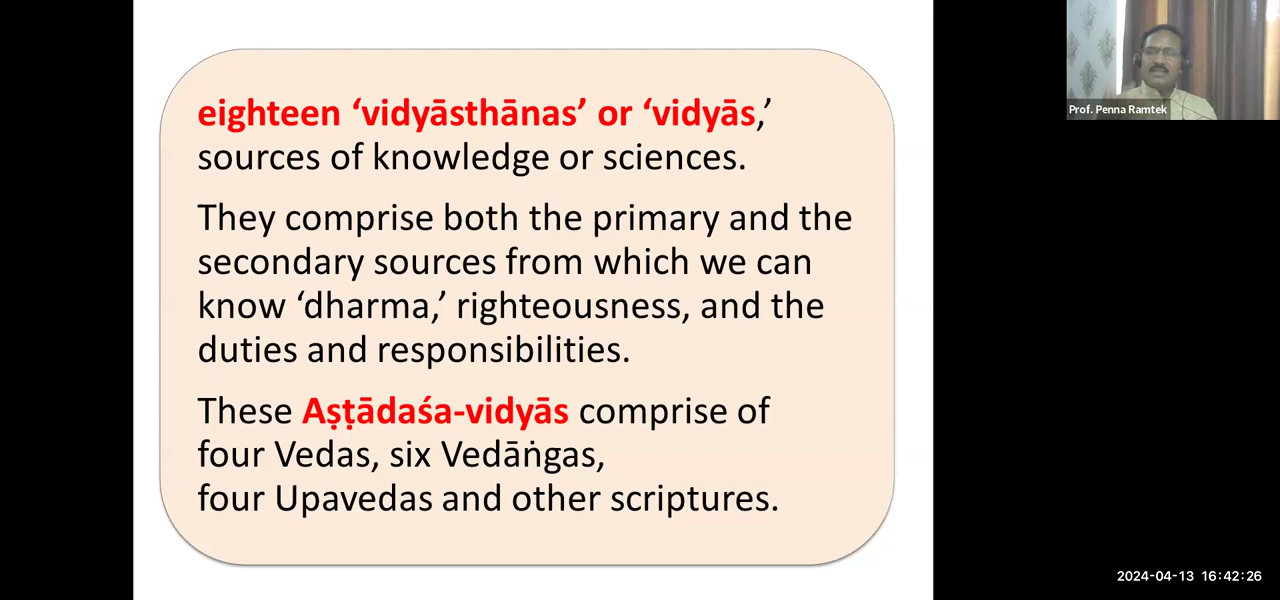 eighteen ‘vidyāsthānas’ or ‘vidyās,’
sources of knowledge or sciences.
They comprise both the primary and the
secondary sources from which we can
know ‘dharma,’ righteousness, and the
duties and responsibilities.
These Aṣṭādaśa-vidyās comprise of
four Vedas, six Vedāṅgas,
four Upavedas and other scriptures.
Prof. Penna Ramtek
2024-04-13 16:42:26